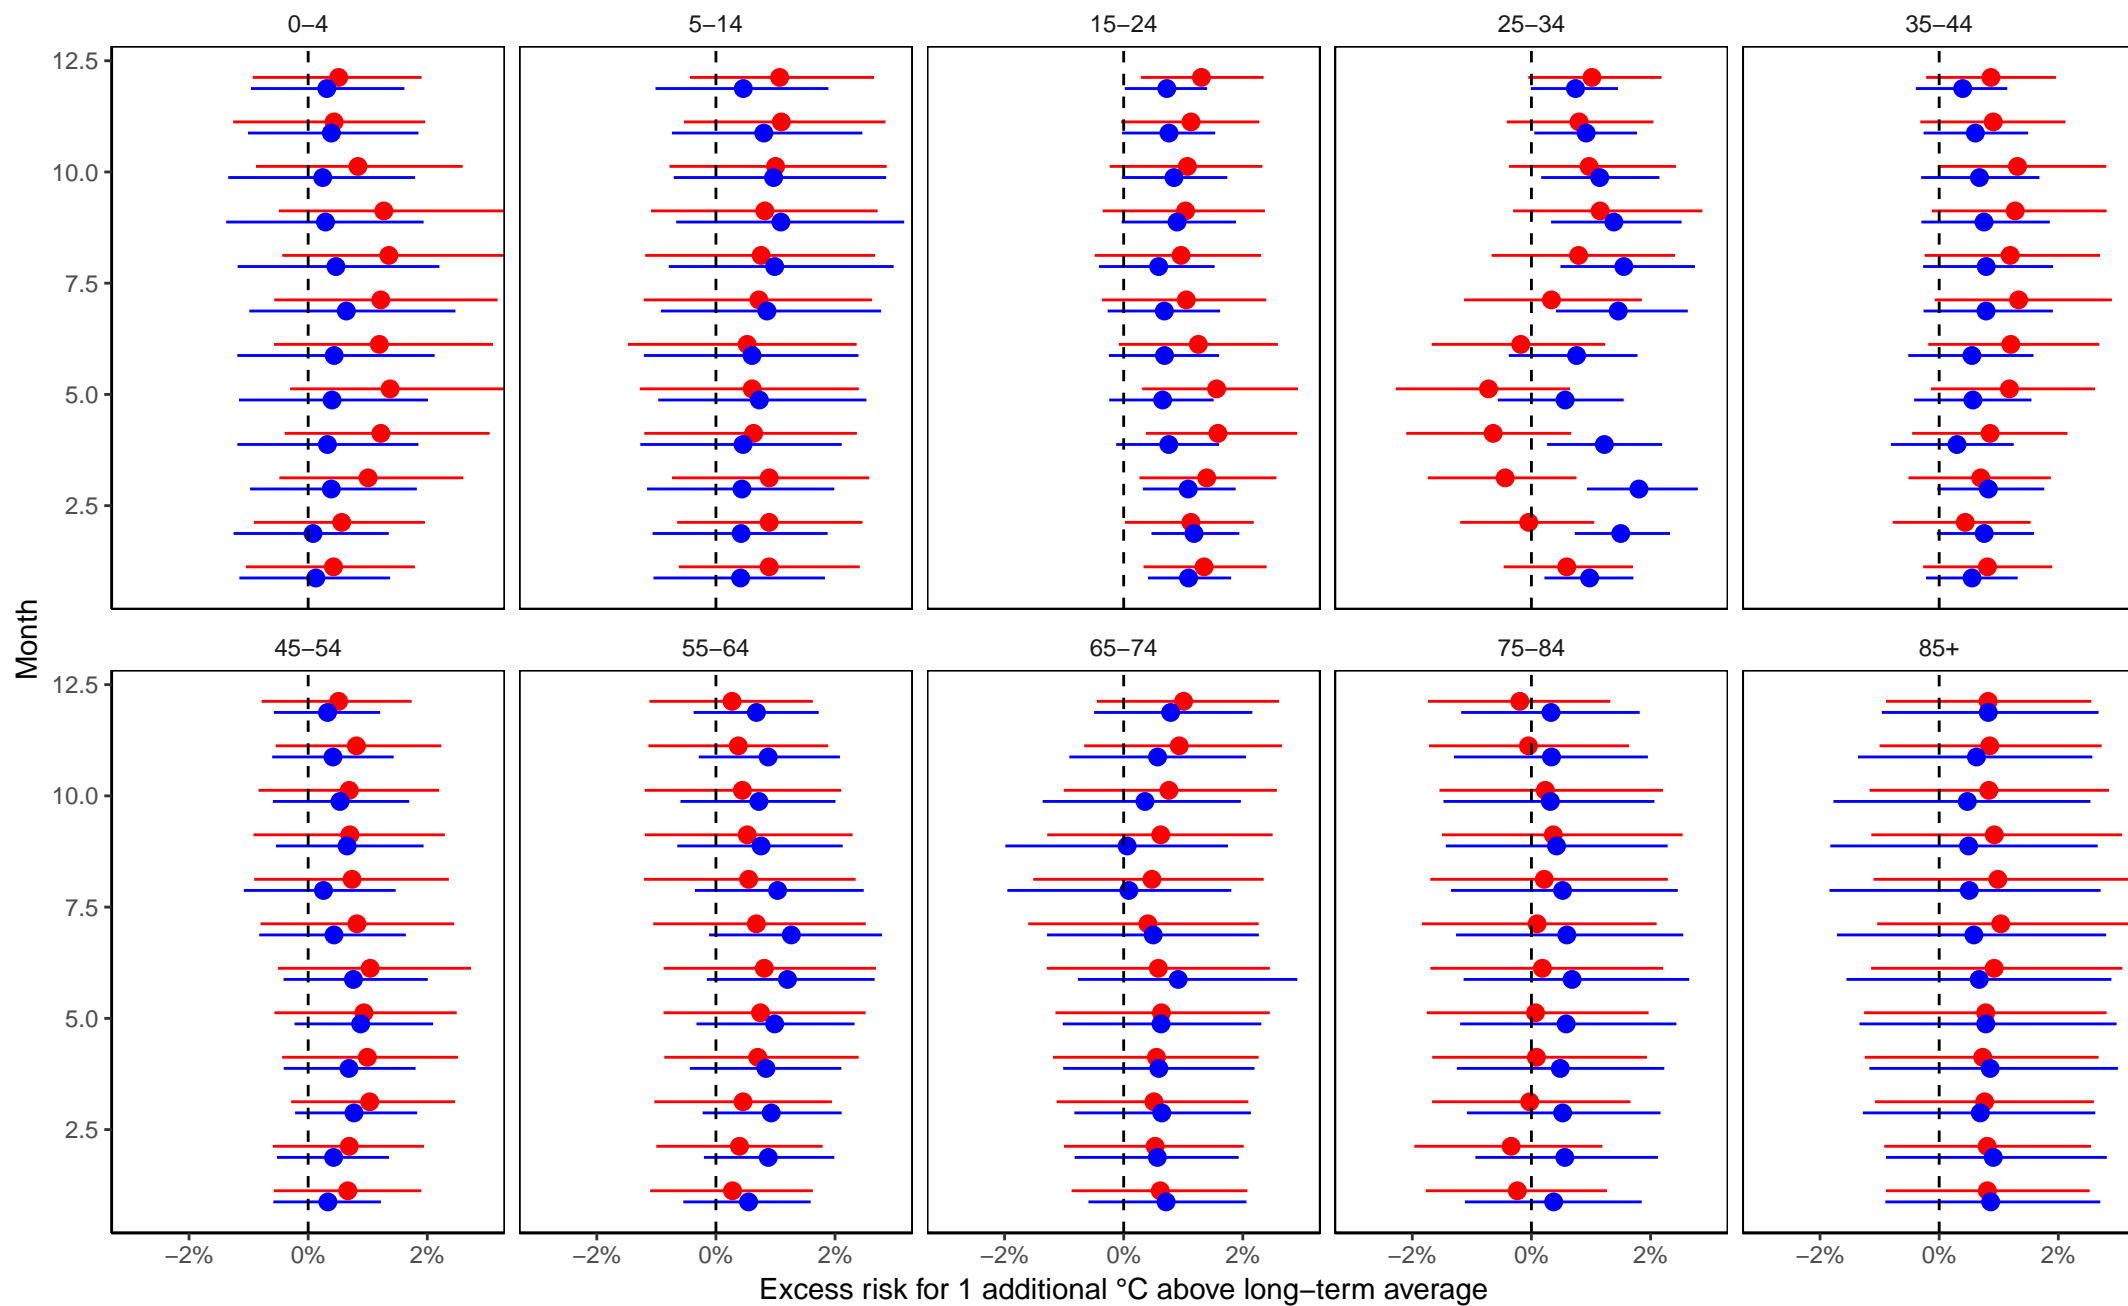 0−4 5−14 15−24 25−34 35−44
12.5
10.0
7.5
5.0
2.5
Month
45−54 55−64 65−74 75−84 85+
12.5
10.0
7.5
5.0
2.5
−2% 0% 2% −2% 0% 2% −2% 0% 2% −2% 0% 2% −2% 0% 2%
Excess risk for 1 additional °C above long−term average